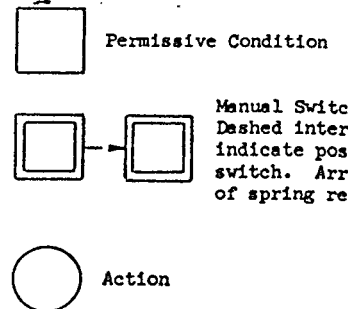 Permissive Condition
Manual Switc
Dashed inter
indicate pos
switch. Arr
of spring re
Action